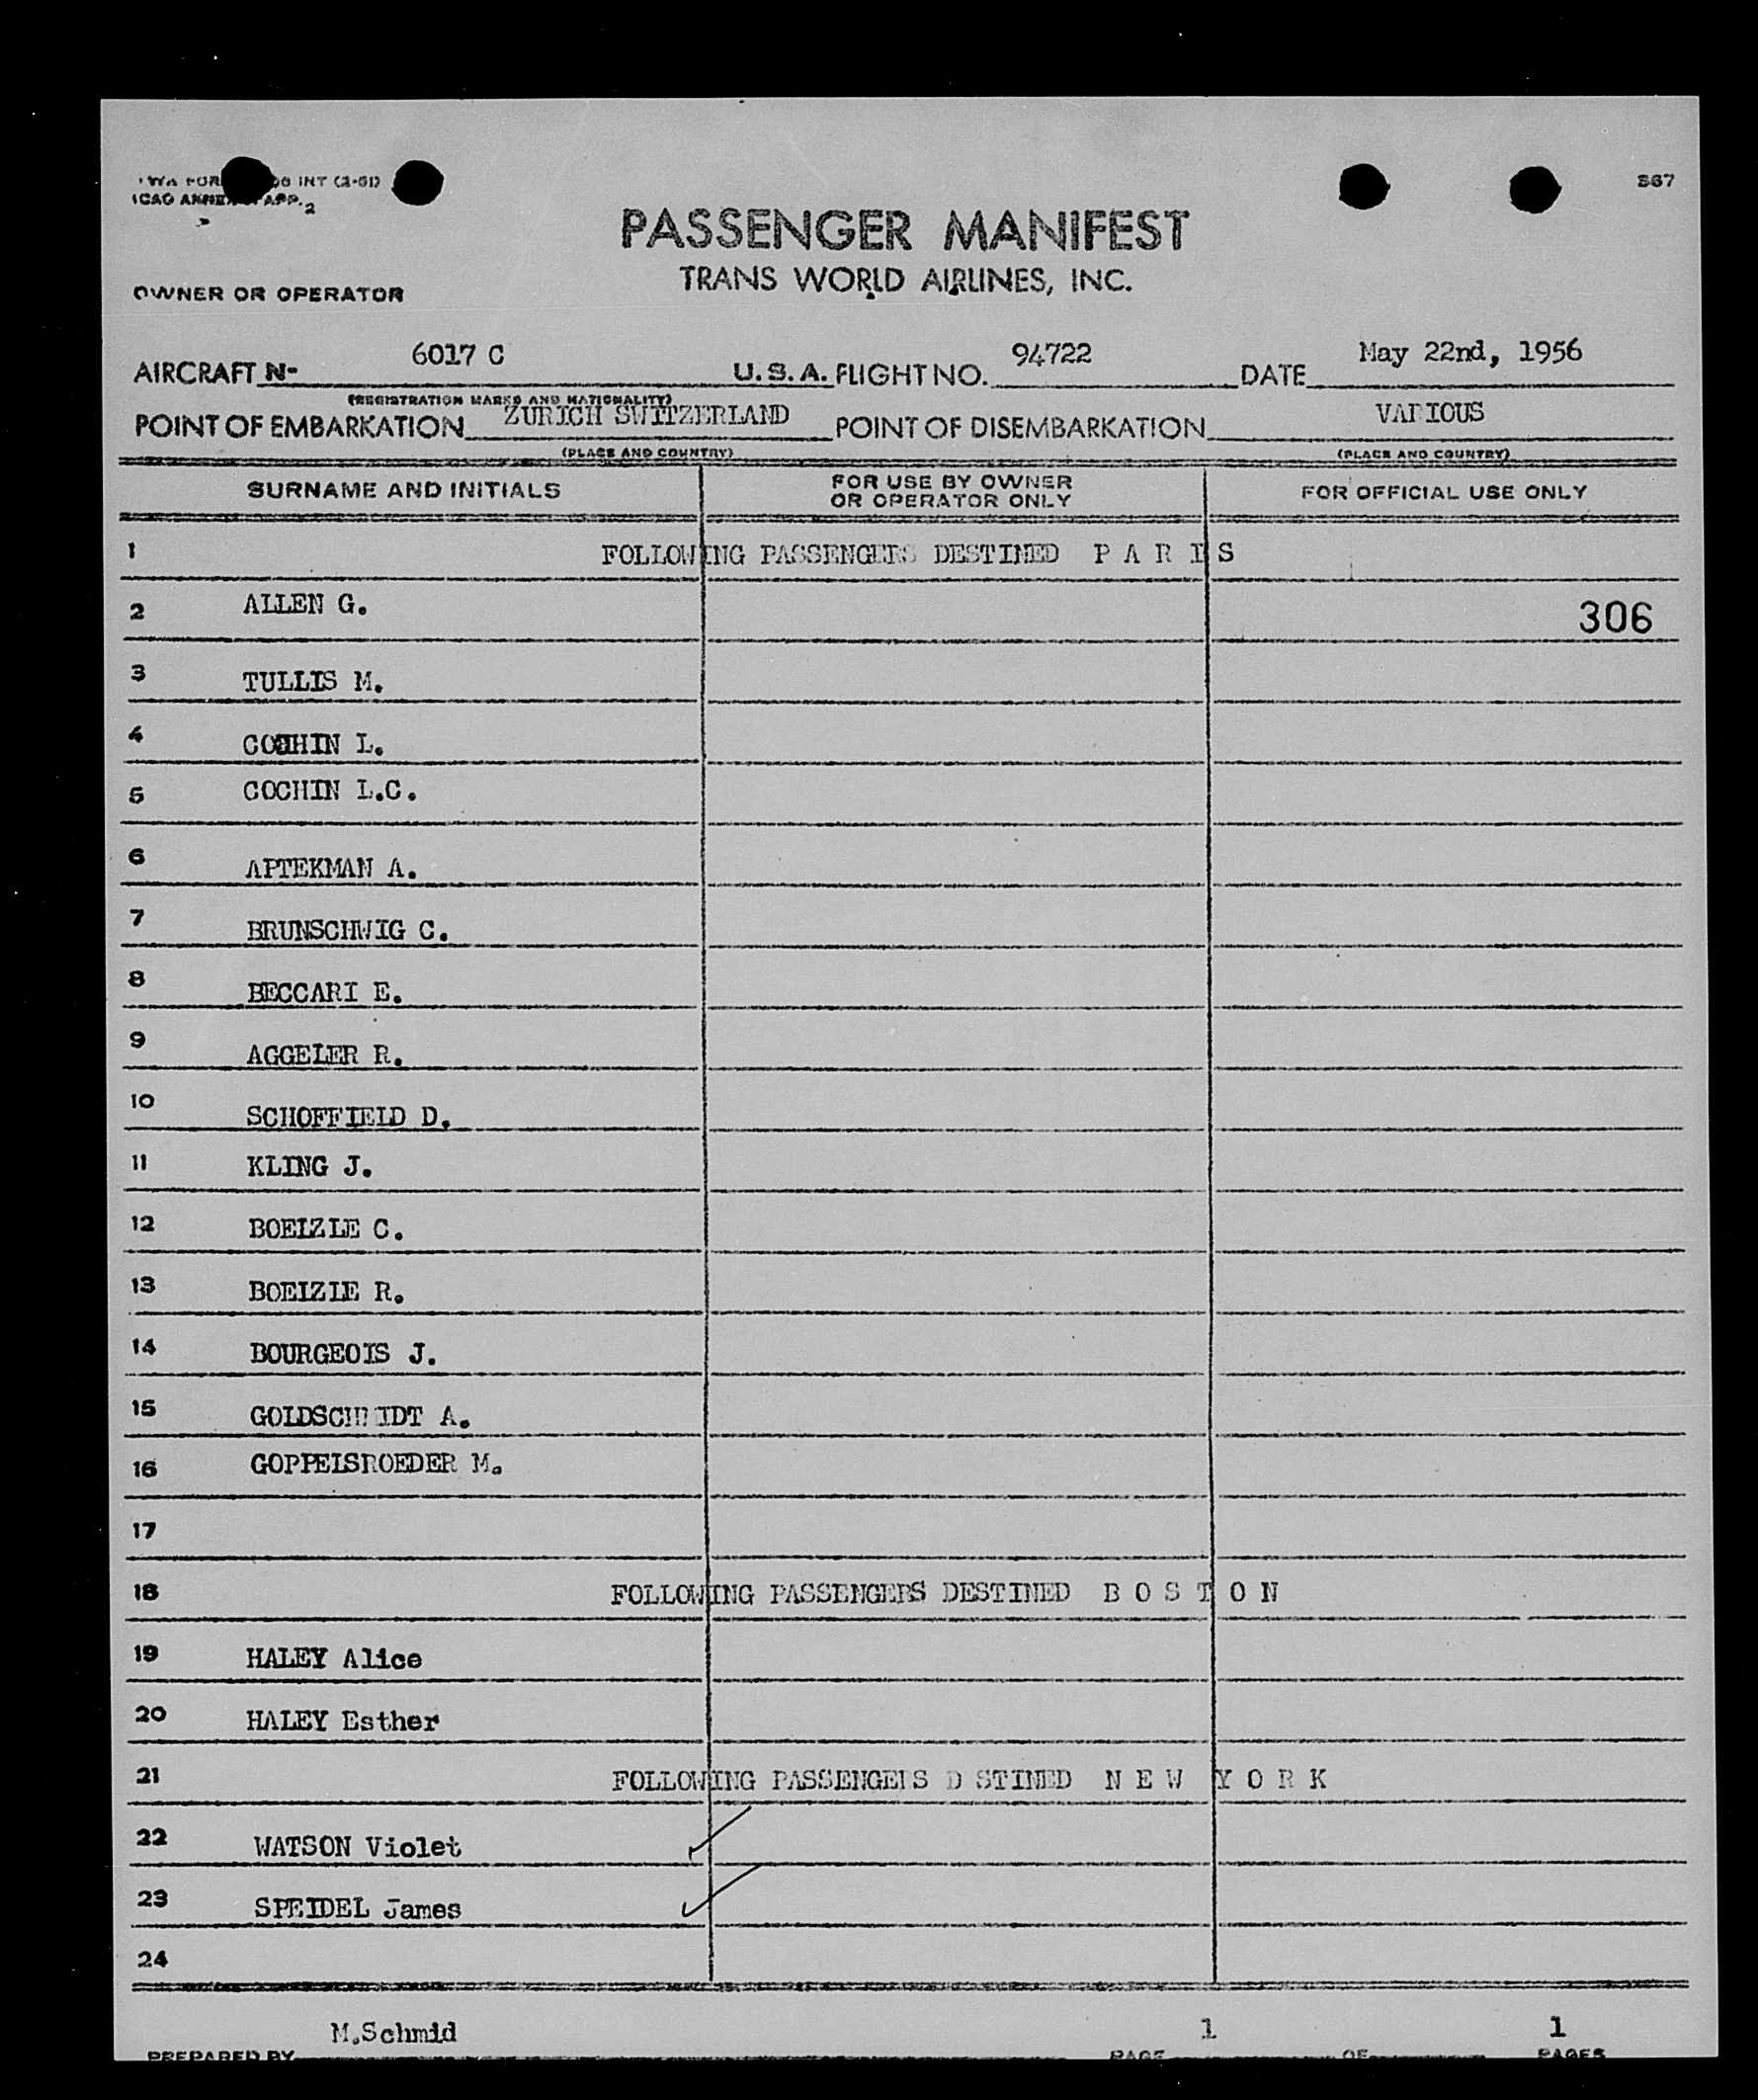 INT (2-51)
ICAO ANNEX APP. 2
867
PASSENGER MANIFEST
TRANS WORLD AIRLINES, INC.
OWNER OR OPERATOR
AIRCRAFT N- 6017 C U.S.A. FLIGHT NO. 94722 DATE May 22nd, 1956
(REGISTRATION MARKS AND NATIONALITY)
POINT OF EMBARKATION ZURICH SWITZERLAND POINT OF DISEMBARKATION VARIOUS
(PLACE AND COUNTRY) (PLACE AND COUNTRY)
SURNAME AND INITIALS FOR USE BY OWNER OR OPERATOR ONLY FOR OFFICIAL USE ONLY
1 FOLLOWING PASSENGERS DESTINED P A R I S
2 ALLEN G. 306
3 TULLIS M.
4 COCHIN L.
5 COCHIN L.C.
6 APTEKMAN A.
7 BRUNSCHWIG C.
8 BECCARI E.
9 AGGELER R.
10 SCHOFFIELD D.
11 KLING J.
12 BOEIZLE C.
13 BOEIZIE R.
14 BOURGEOIS J.
15 GOLDSCHMIDT A.
16 GOPPELSROEDER M.
17
18 FOLLOWING PASSENGERS DESTINED B O S T O N
19 HALEY Alice
20 HALEY Esther
21 FOLLOWING PASSENGERS D STINED N E W Y O R K
22 WATSON Violet
23 SPEIDEL James
24
PREPARED BY M.Schmid PAGE 1 OF 1 PAGES